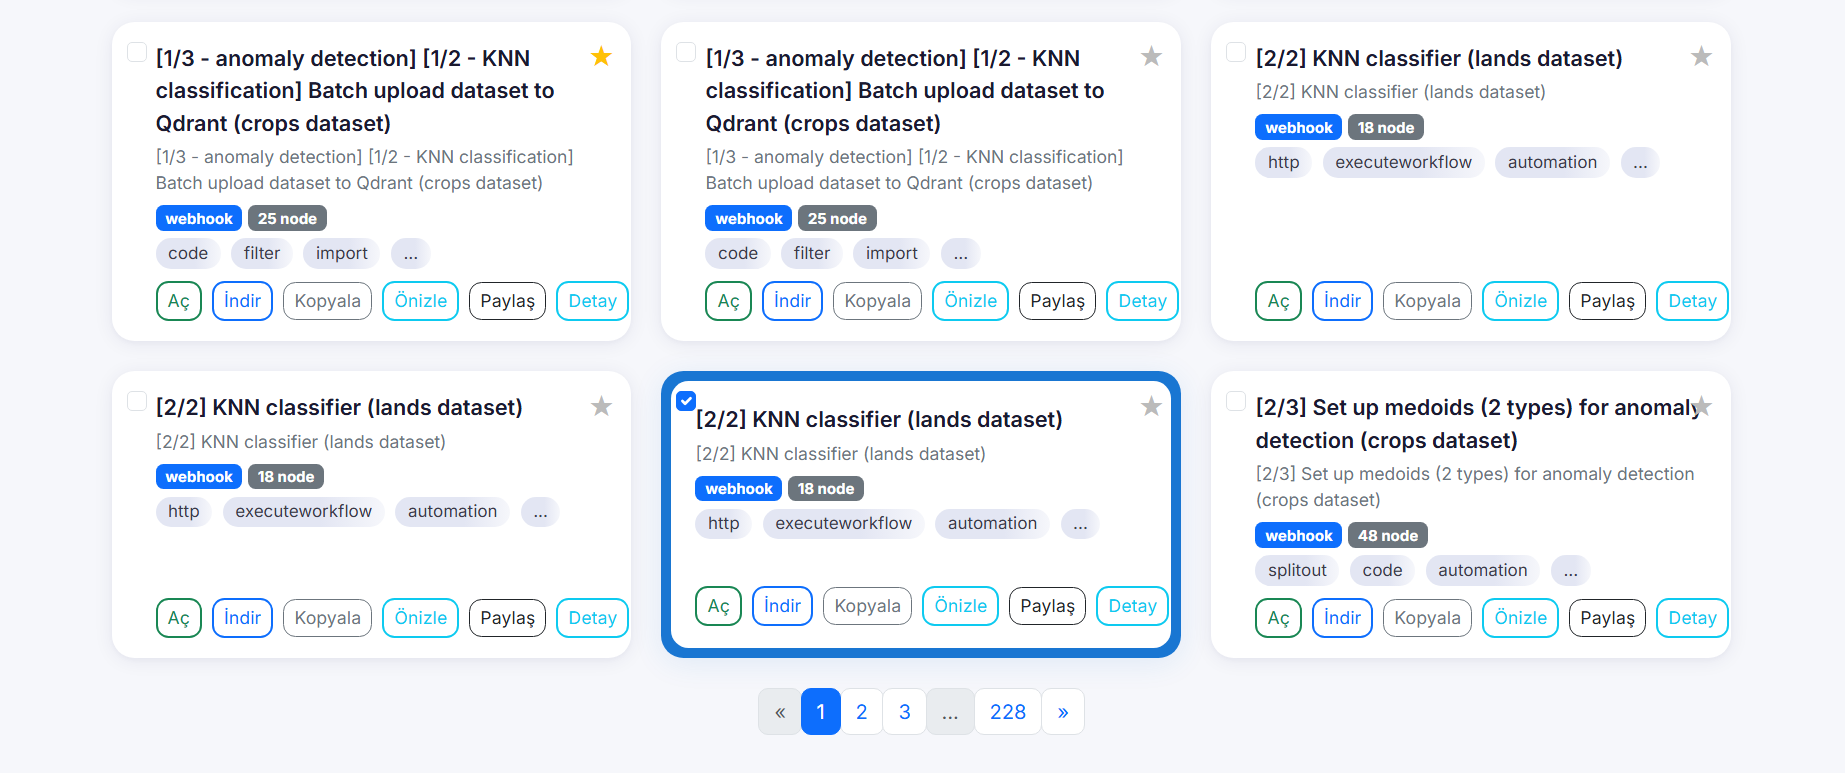 [1/3 - anomaly detection] [1/2 - KNN
classification] Batch upload dataset to
Qdrant (crops dataset)
[1/3 - anomaly detection] [1/2 - KNN classification]
Batch upload dataset to Qdrant (crops dataset)
webhook 25 node
code filter import ...
Aç İndir Kopyala Önizle Paylaş Detay
[1/3 - anomaly detection] [1/2 - KNN
classification] Batch upload dataset to
Qdrant (crops dataset)
[1/3 - anomaly detection] [1/2 - KNN classification]
Batch upload dataset to Qdrant (crops dataset)
webhook 25 node
code filter import ...
Aç İndir Kopyala Önizle Paylaş Detay
[2/2] KNN classifier (lands dataset)
[2/2] KNN classifier (lands dataset)
webhook 18 node
http executeworkflow automation ...
Aç İndir Kopyala Önizle Paylaş Detay
[2/2] KNN classifier (lands dataset)
[2/2] KNN classifier (lands dataset)
webhook 18 node
http executeworkflow automation ...
Aç İndir Kopyala Önizle Paylaş Detay
[2/2] KNN classifier (lands dataset)
[2/2] KNN classifier (lands dataset)
webhook 18 node
http executeworkflow automation ...
Aç İndir Kopyala Önizle Paylaş Detay
[2/3] Set up medoids (2 types) for anomaly
detection (crops dataset)
[2/3] Set up medoids (2 types) for anomaly detection
(crops dataset)
webhook 48 node
splitout code automation ...
Aç İndir Kopyala Önizle Paylaş Detay
« 1 2 3 ... 228 »